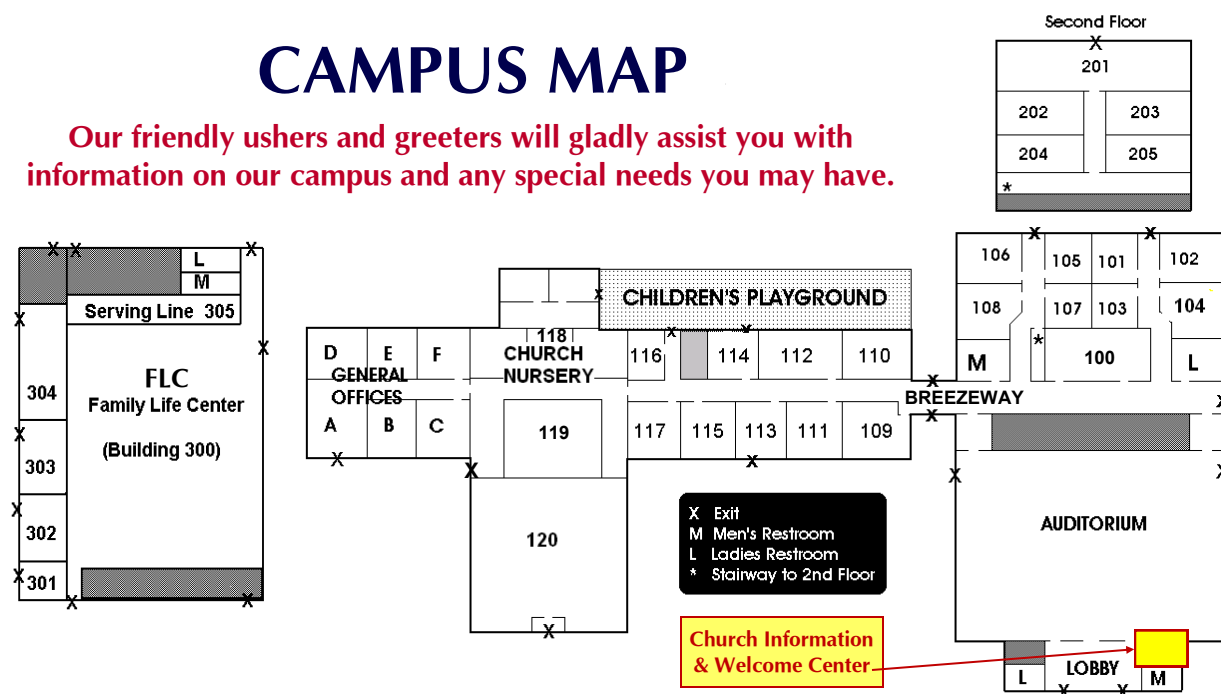 CAMPUS MAP
Our friendly ushers and greeters will gladly assist you with
information on our campus and any special needs you may have.
Second Floor
X
201
202 203
204 205
*
X X X
L
M
Serving Line 305
X
X
304
FLC
Family Life Center
(Building 300)
X
303
X
302
X
301
X X
X
CHILDREN'S PLAYGROUND
X X
118
D E F
CHURCH
NURSERY
116 114 112 110
GENERAL
OFFICES
A B C
119
117 115 113 111 109
X X X
120
X
X X
106 105 101 102
108 107 103 104
*
M 100 L
X
BREEZEWAY
X
X
X X
AUDITORIUM
X Exit
M Men's Restroom
L Ladies Restroom
* Stairway to 2nd Floor
Church Information
& Welcome Center
LOBBY
L M
X X